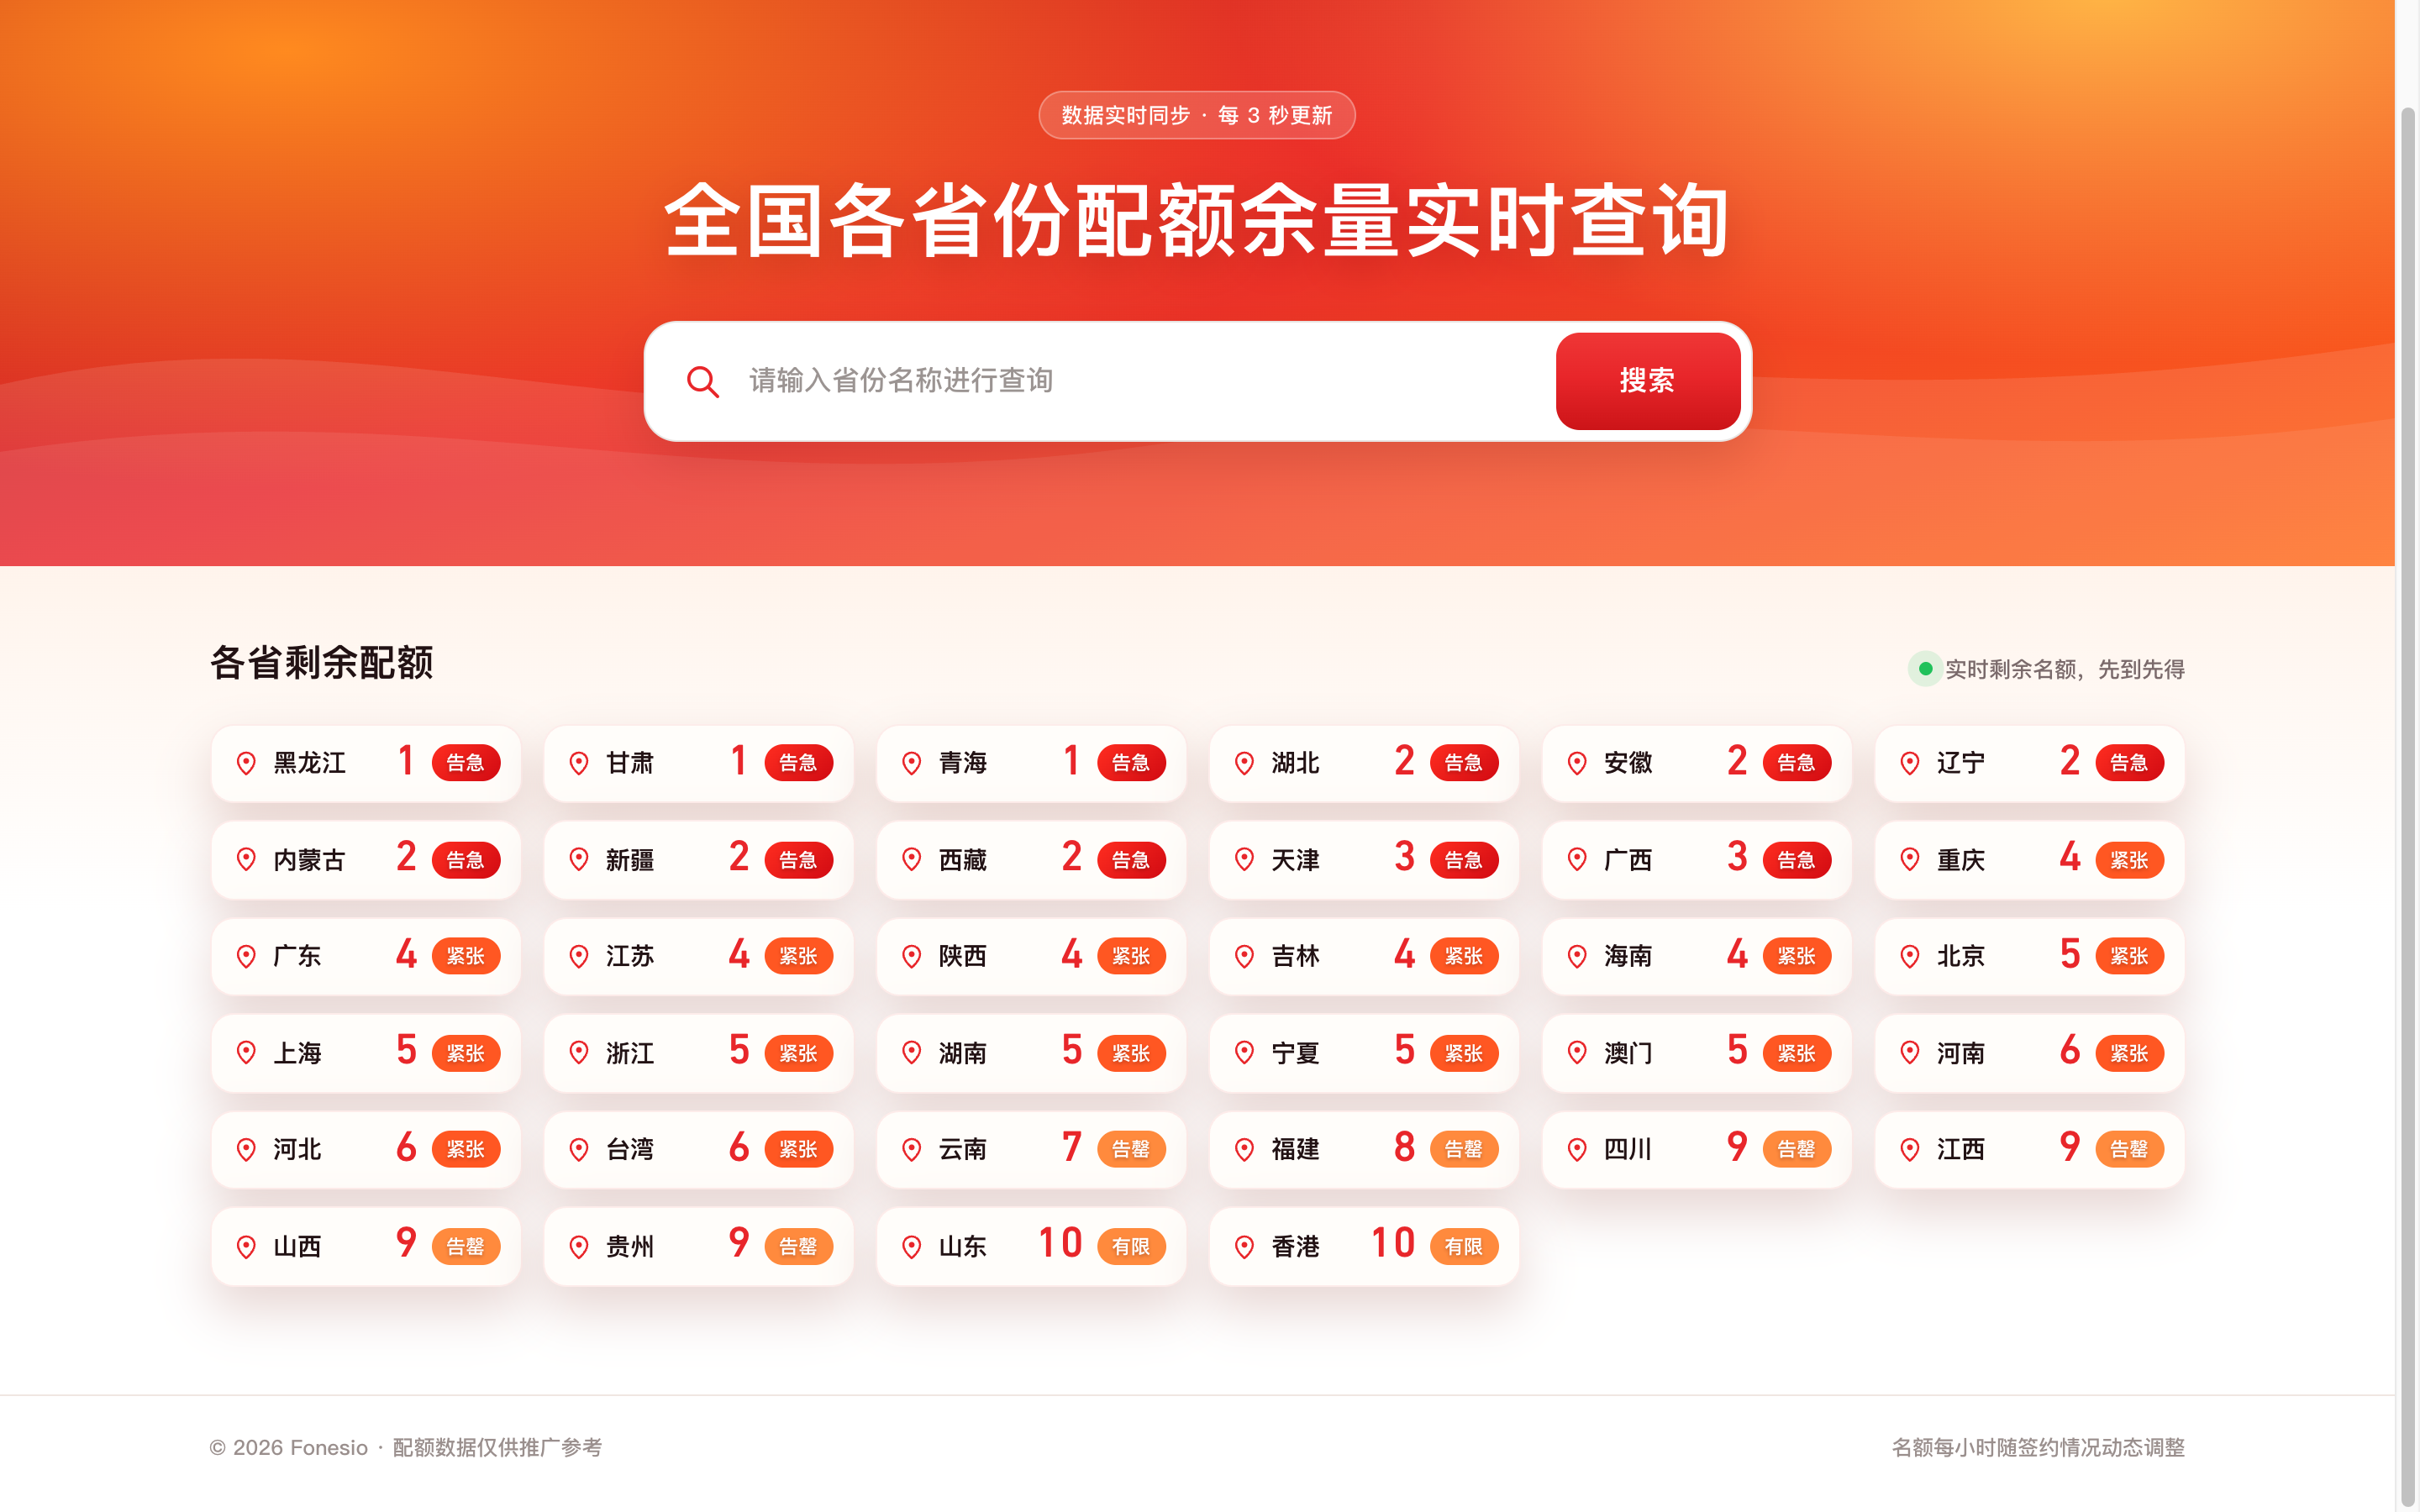 数据实时同步 · 每 3 秒更新
全国各省份配额余量实时查询
请输入省份名称进行查询
搜索
各省剩余配额
实时剩余名额，先到先得
黑龙江 1 告急
甘肃 1 告急
青海 1 告急
湖北 2 告急
安徽 2 告急
辽宁 2 告急
内蒙古 2 告急
新疆 2 告急
西藏 2 告急
天津 3 告急
广西 3 告急
重庆 4 紧张
广东 4 紧张
江苏 4 紧张
陕西 4 紧张
吉林 4 紧张
海南 4 紧张
北京 5 紧张
上海 5 紧张
浙江 5 紧张
湖南 5 紧张
宁夏 5 紧张
澳门 5 紧张
河南 6 紧张
河北 6 紧张
台湾 6 紧张
云南 7 告罄
福建 8 告罄
四川 9 告罄
江西 9 告罄
山西 9 告罄
贵州 9 告罄
山东 10 有限
香港 10 有限
© 2026 Fonesio · 配额数据仅供推广参考
名额每小时随签约情况动态调整